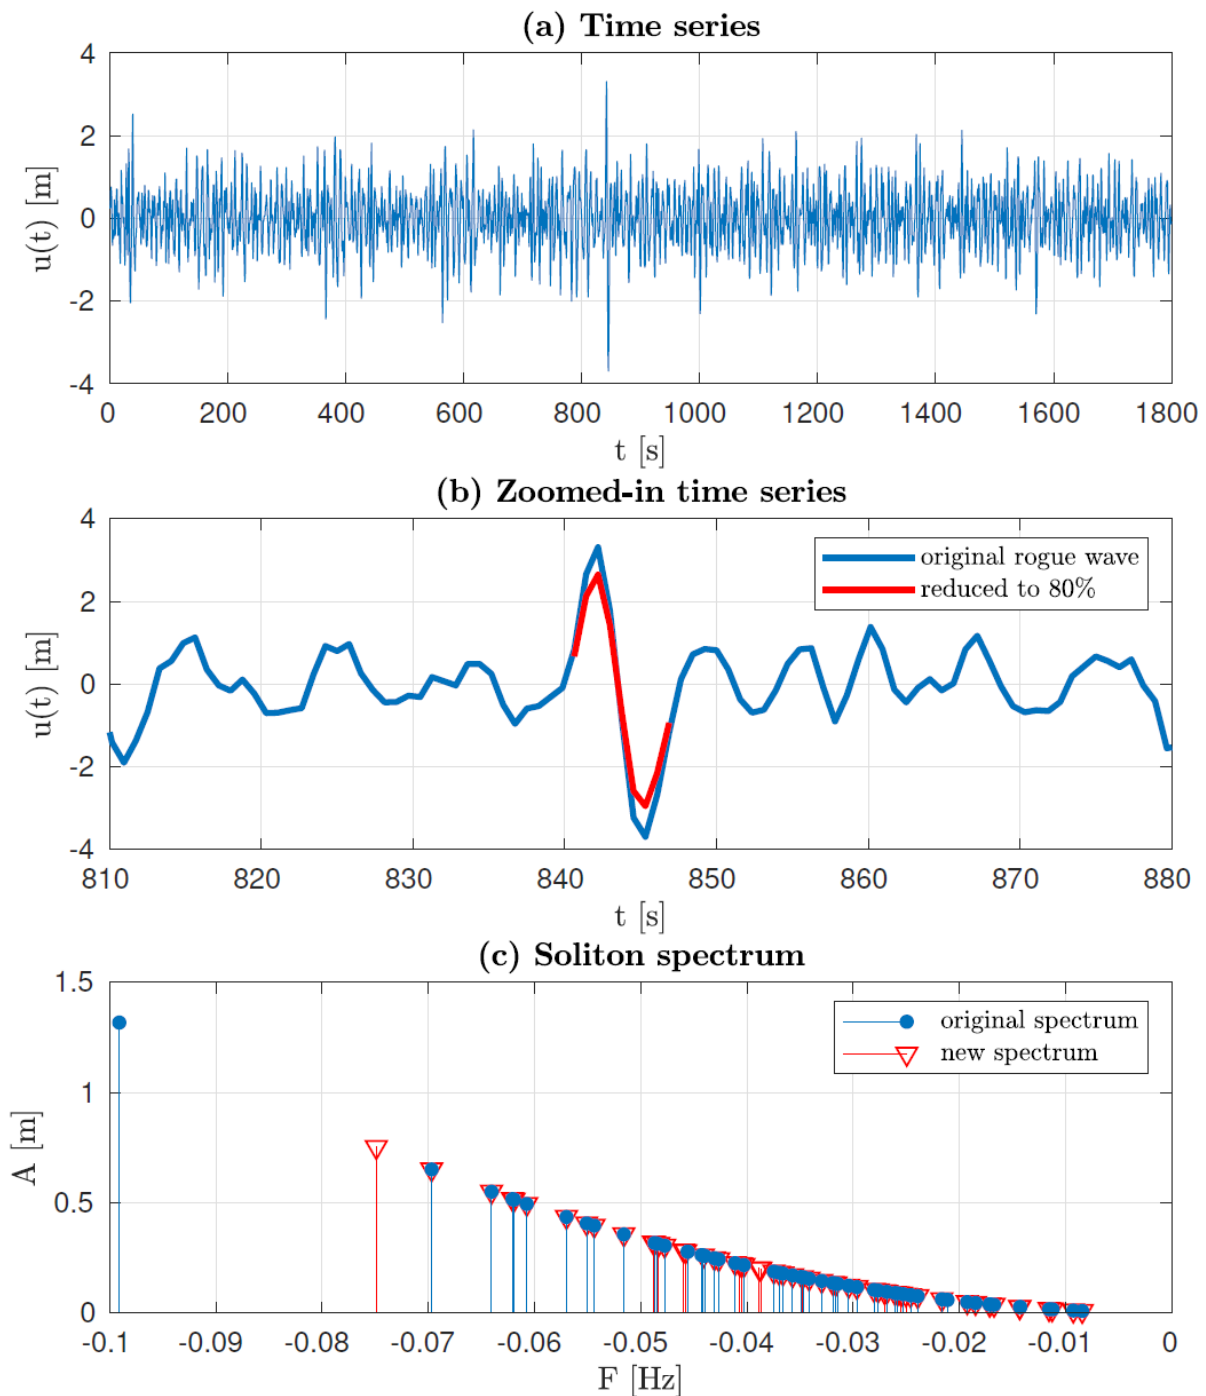 (a) Time series
4
2
0
-2
-4
u(t) [m]
0 200 400 600 800 1000 1200 1400 1600 1800
t [s]
(b) Zoomed-in time series
4
2
0
-2
-4
u(t) [m]
original rogue wave
reduced to 80%
810 820 830 840 850 860 870 880
t [s]
(c) Soliton spectrum
1.5
1
0.5
0
A [m]
original spectrum
new spectrum
-0.1 -0.09 -0.08 -0.07 -0.06 -0.05 -0.04 -0.03 -0.02 -0.01 0
F [Hz]